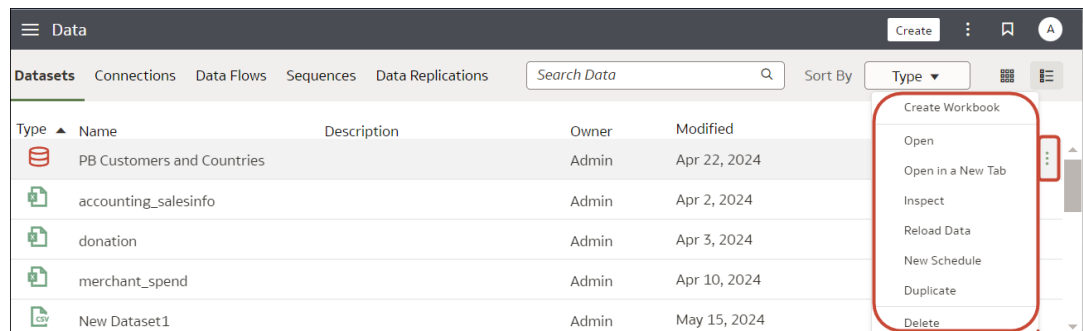 Data Create A
Datasets Connections Data Flows Sequences Data Replications Search Data Sort By Type
Create Workbook
Type Name Description Owner Modified
Open
PB Customers and Countries Admin Apr 22, 2024
Open in a New Tab
accounting_salesinfo Admin Apr 2, 2024
Inspect
Reload Data
donation Admin Apr 3, 2024
New Schedule
merchant_spend Admin Apr 10, 2024
Duplicate
CSV New Dataset1 Admin May 15, 2024
Delete